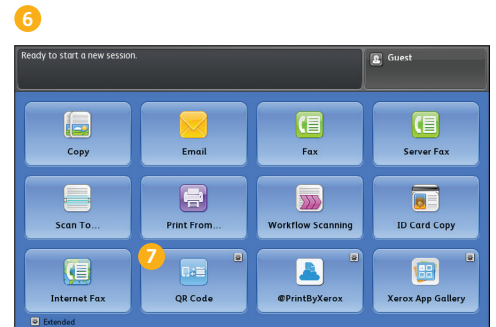 6
Ready to start a new session.
Guest
Copy
Email
Fax
Server Fax
Scan To...
Print From...
Workflow Scanning
ID Card Copy
7
Internet Fax
QR Code
@PrintByXerox
Xerox App Gallery
Extended